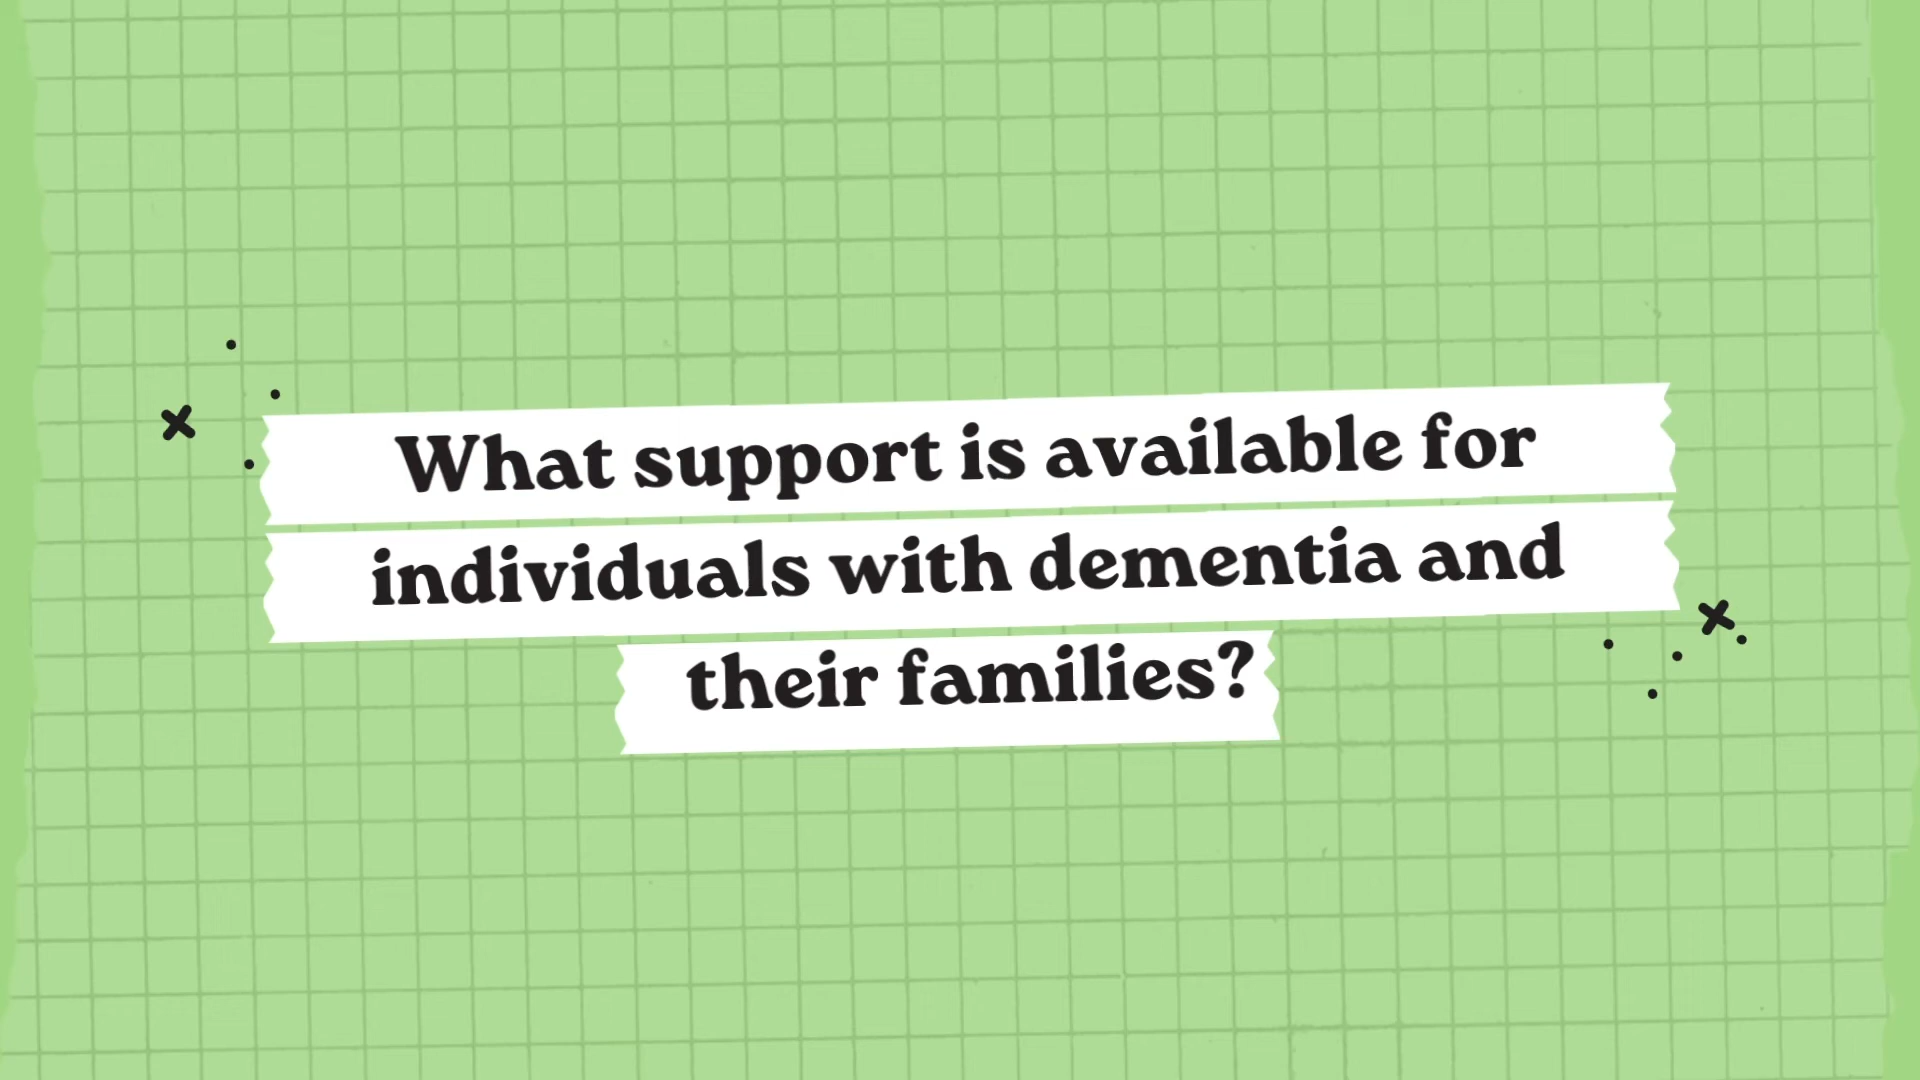 What support is available for
individuals with dementia and
their families?